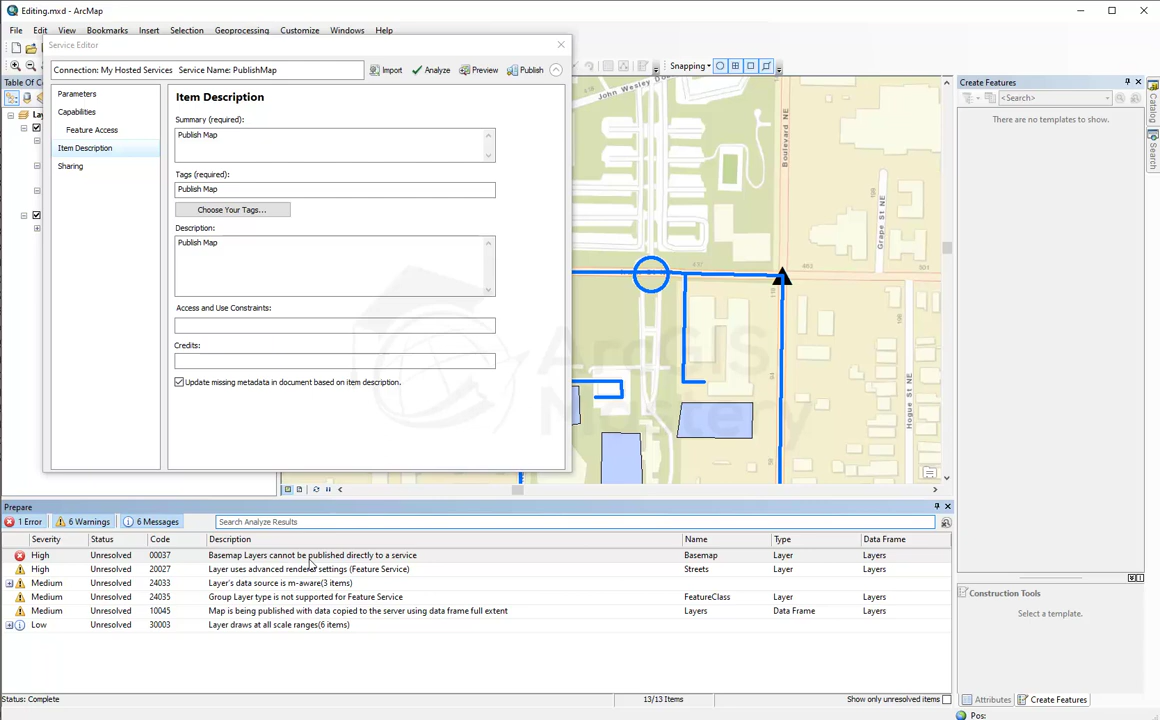 Editing.mxd - ArcMap
File Edit View Bookmarks Insert Selection Geoprocessing Customize Windows Help
Service Editor
Connection: My Hosted Services Service Name: PublishMap
Import Analyze Preview Publish
Snapping
Table Of C
Lay
Parameters
Capabilities
Feature Access
Item Description
Sharing
Item Description
Summary (required):
Publish Map
Tags (required):
Publish Map
Choose Your Tags...
Description:
Publish Map
Access and Use Constraints:
Credits:
Update missing metadata in document based on item description.
ArcGIS
Mastery
John Wesley Do
Boulevard NE
Grape St NE
Hogue St NE
Create Features
<Search>
There are no templates to show.
Catalog
Search
Construction Tools
Select a template.
Attributes Create Features
Pos:
Prepare
1 Error 6 Warnings 6 Messages Search Analyze Results
Severity Status Code Description Name Type Data Frame
High Unresolved 00037 Basemap Layers cannot be published directly to a service Basemap Layer Layers
High Unresolved 20027 Layer uses advanced renderer settings (Feature Service) Streets Layer Layers
Medium Unresolved 24033 Layer's data source is m-aware(3 items)
Medium Unresolved 24035 Group Layer type is not supported for Feature Service FeatureClass Layer Layers
Medium Unresolved 10045 Map is being published with data copied to the server using data frame full extent Layers Data Frame Layers
Low Unresolved 30003 Layer draws at all scale ranges(6 items)
Status: Complete 13/13 Items Show only unresolved items